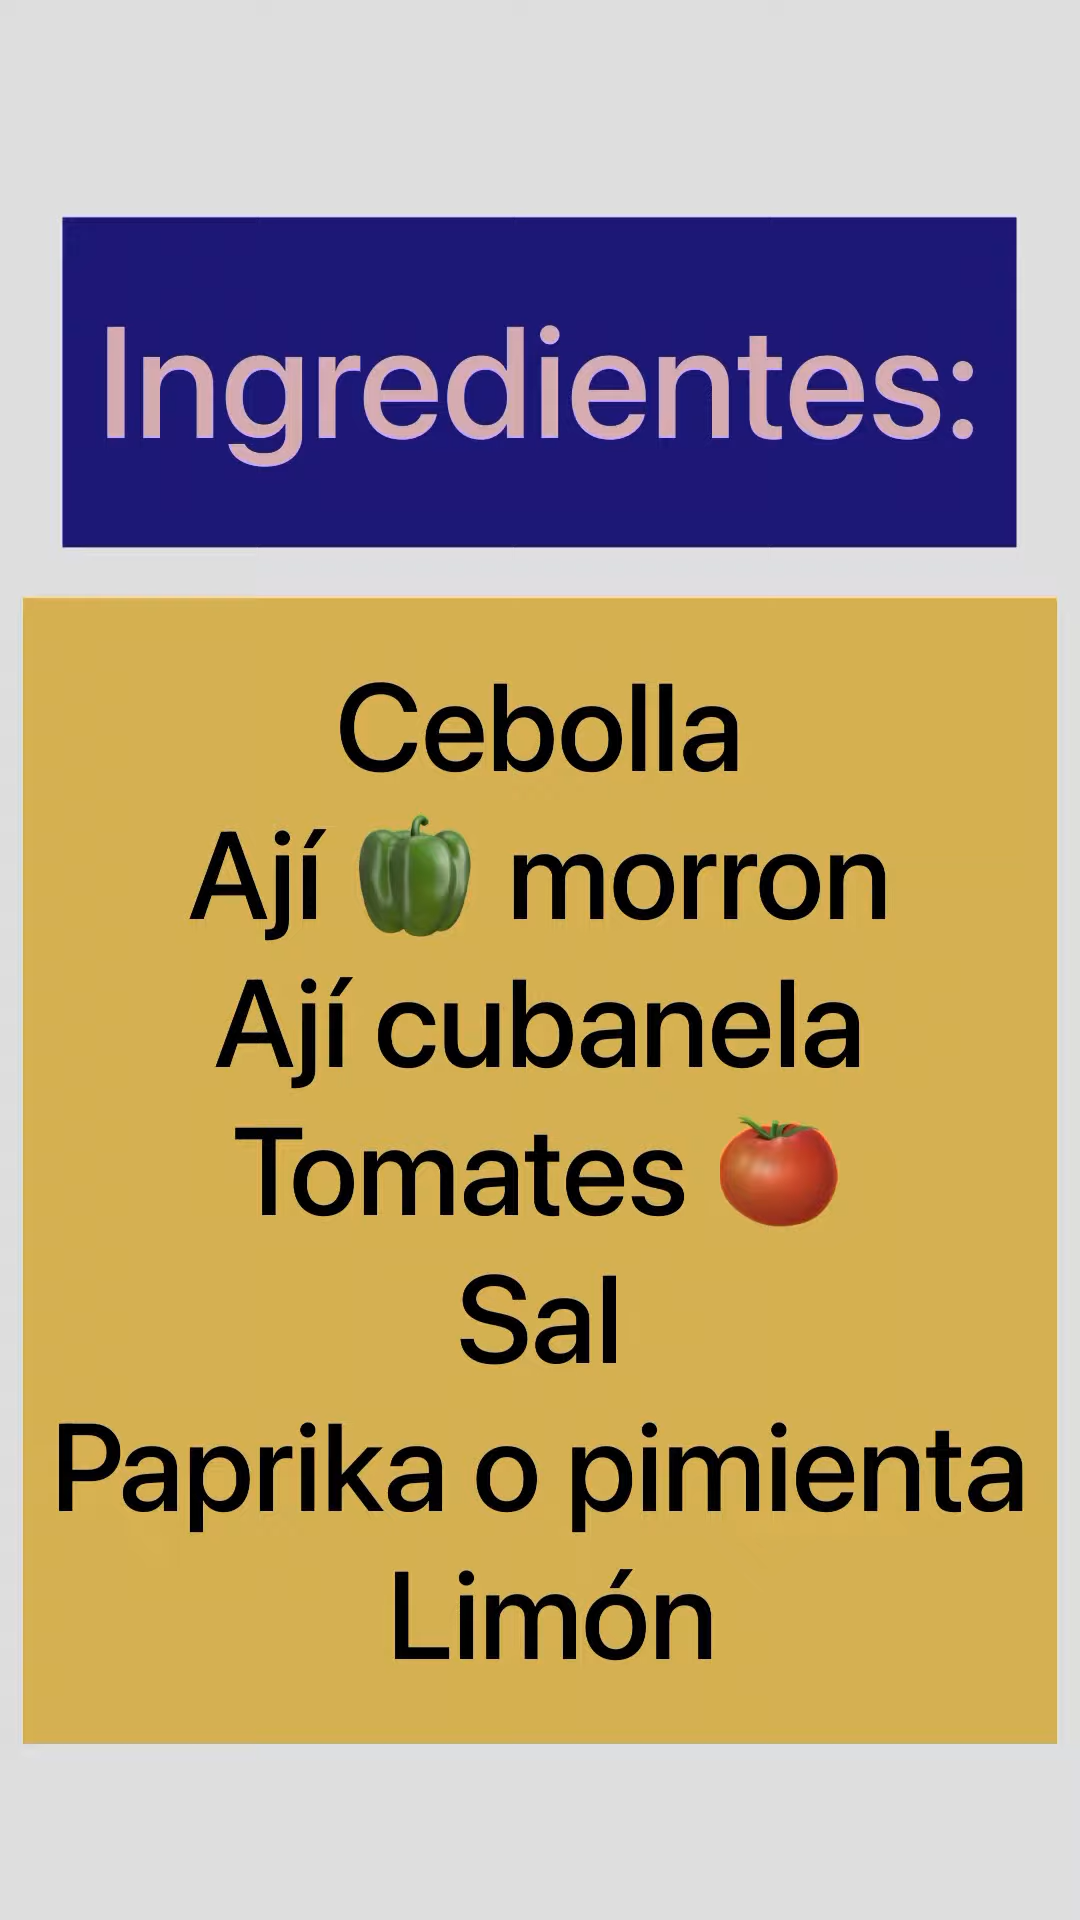 Ingredientes:
Cebolla
Ají 🫑 morron
Ají cubanela
Tomates 🍅
Sal
Paprika o pimienta
Limón